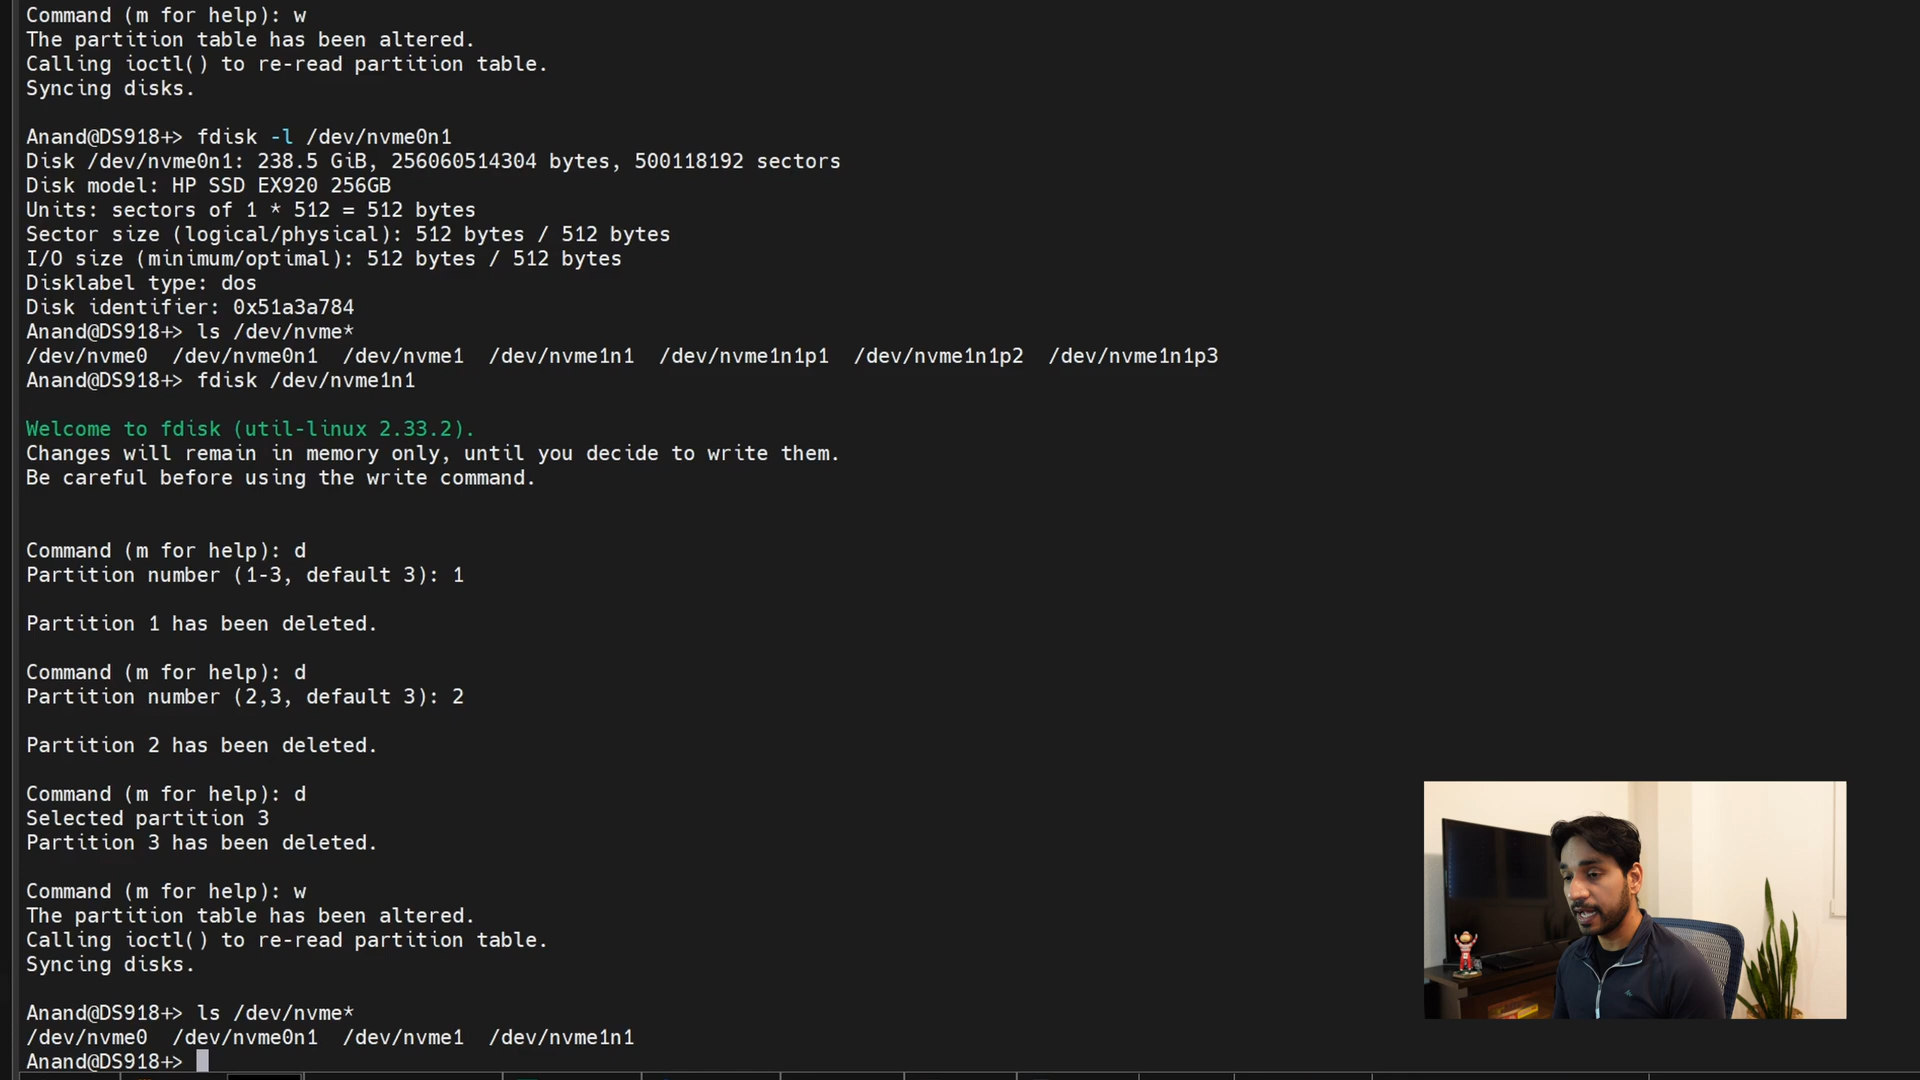 Command (m for help): w
The partition table has been altered.
Calling ioctl() to re-read partition table.
Syncing disks.
Anand@DS918+> fdisk -l /dev/nvme0n1
Disk /dev/nvme0n1: 238.5 GiB, 256060514304 bytes, 500118192 sectors
Disk model: HP SSD EX920 256GB
Units: sectors of 1 * 512 = 512 bytes
Sector size (logical/physical): 512 bytes / 512 bytes
I/O size (minimum/optimal): 512 bytes / 512 bytes
Disklabel type: dos
Disk identifier: 0x51a3a784
Anand@DS918+> ls /dev/nvme*
/dev/nvme0  /dev/nvme0n1  /dev/nvme1  /dev/nvme1n1  /dev/nvme1n1p1  /dev/nvme1n1p2  /dev/nvme1n1p3
Anand@DS918+> fdisk /dev/nvme1n1
Welcome to fdisk (util-linux 2.33.2).
Changes will remain in memory only, until you decide to write them.
Be careful before using the write command.
Command (m for help): d
Partition number (1-3, default 3): 1
Partition 1 has been deleted.
Command (m for help): d
Partition number (2,3, default 3): 2
Partition 2 has been deleted.
Command (m for help): d
Selected partition 3
Partition 3 has been deleted.
Command (m for help): w
The partition table has been altered.
Calling ioctl() to re-read partition table.
Syncing disks.
Anand@DS918+> ls /dev/nvme*
/dev/nvme0  /dev/nvme0n1  /dev/nvme1  /dev/nvme1n1
Anand@DS918+>